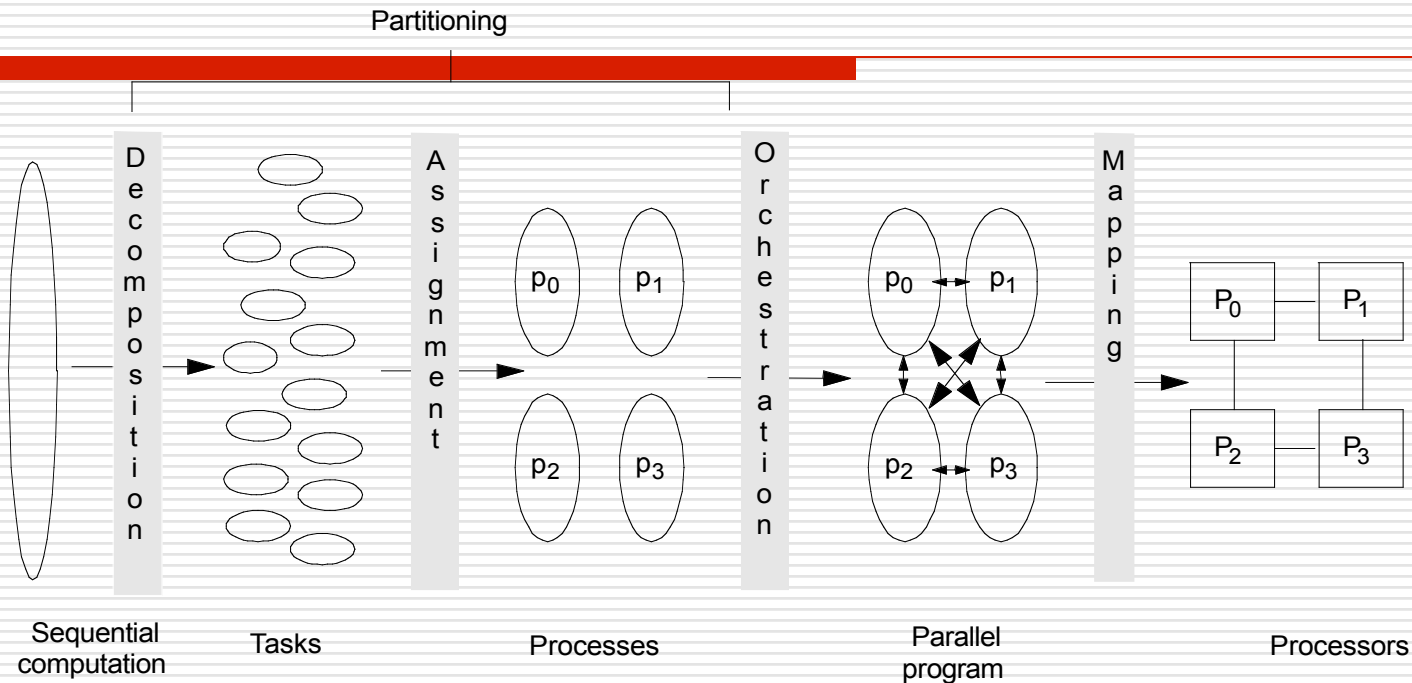 Partitioning
Decomposition
Assignment
Orchestration
Mapping
p0
p1
p2
p3
p0
p1
p2
p3
P0
P1
P2
P3
Sequential
computation
Tasks
Processes
Parallel
program
Processors